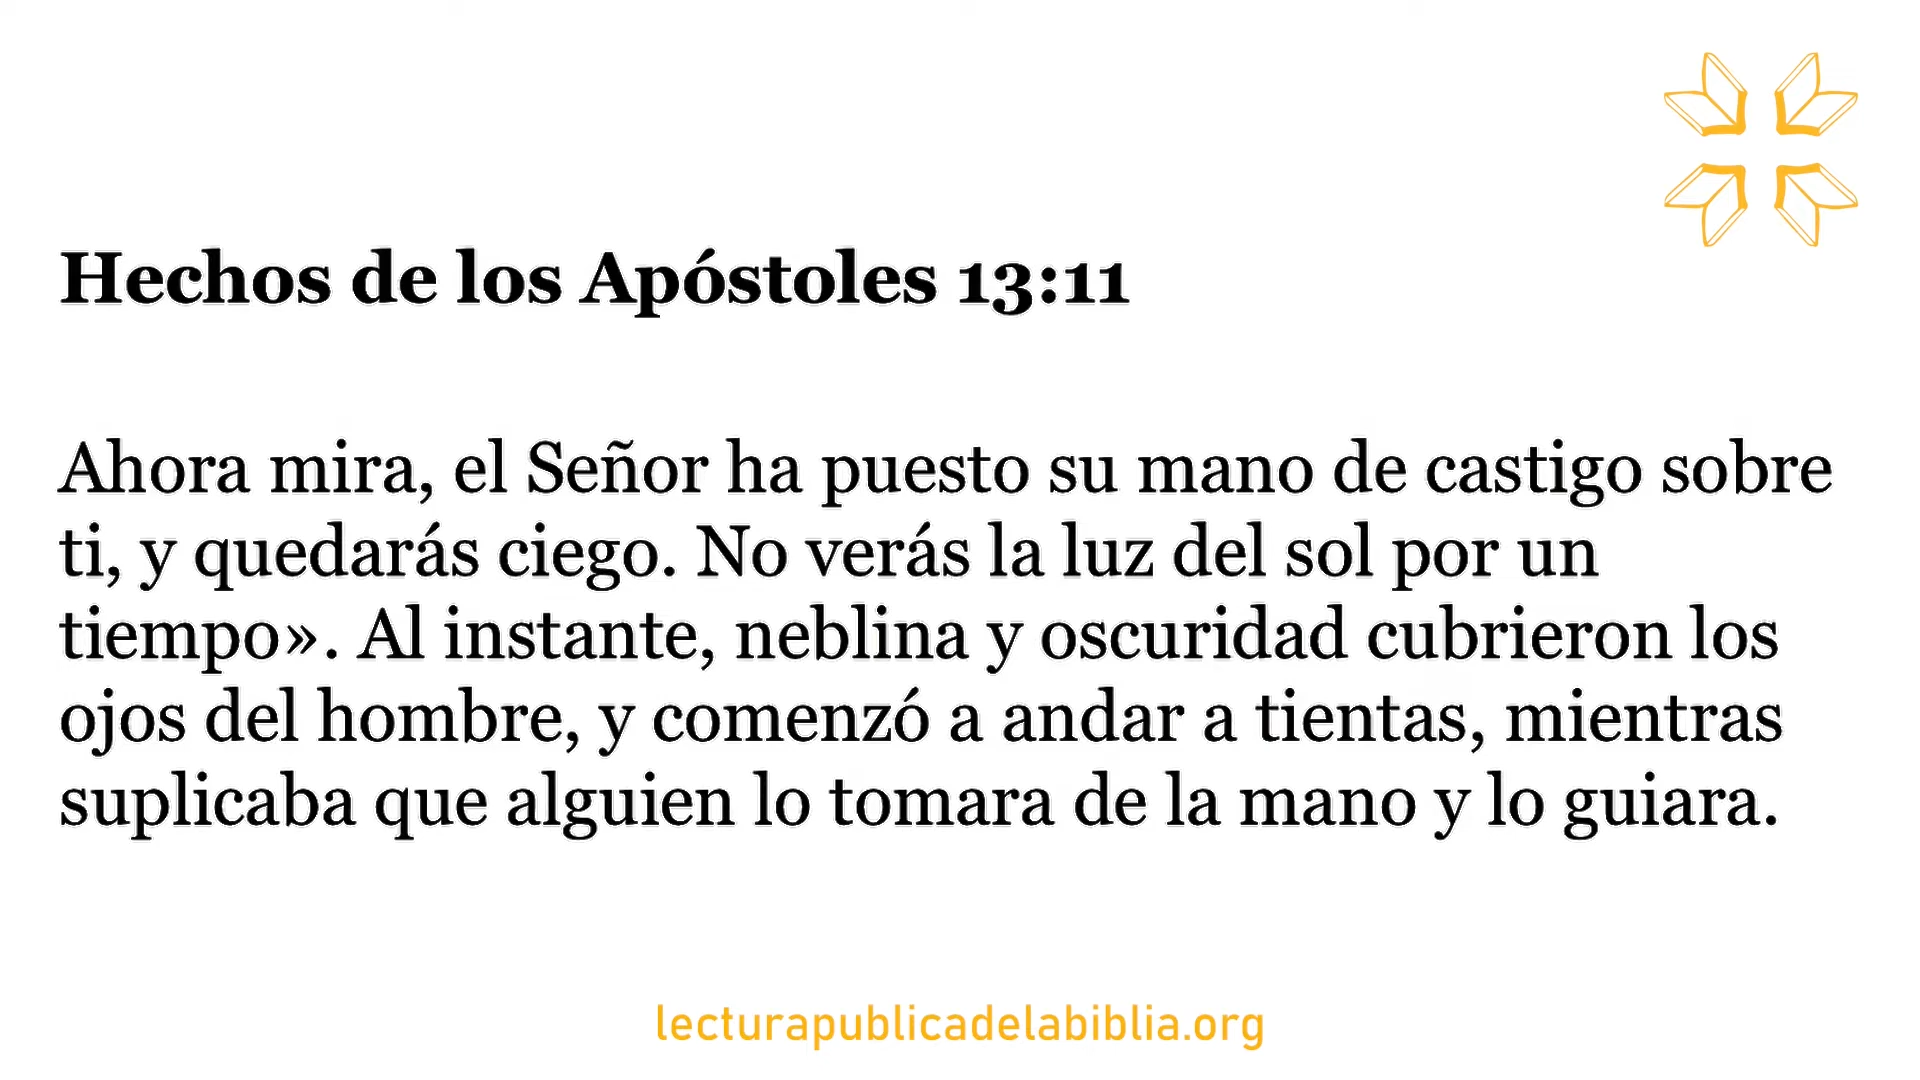 Hechos de los Apóstoles 13:11
Ahora mira, el Señor ha puesto su mano de castigo sobre
ti, y quedarás ciego. No verás la luz del sol por un
tiempo». Al instante, neblina y oscuridad cubrieron los
ojos del hombre, y comenzó a andar a tientas, mientras
suplicaba que alguien lo tomara de la mano y lo guiara.
lecturapublicadelabiblia.org